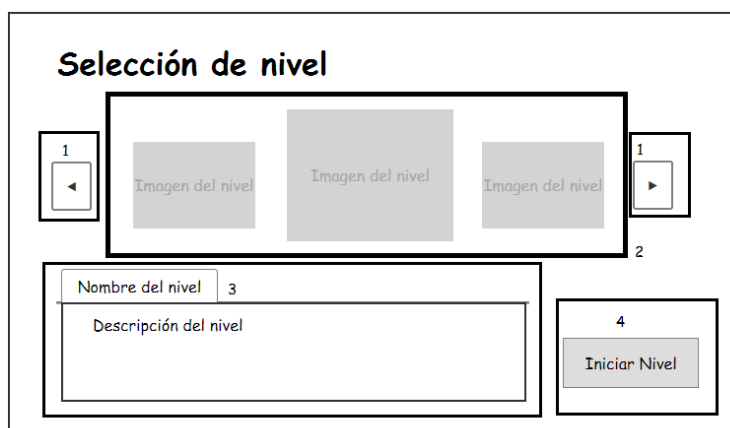 Selección de nivel
1
◄
Imagen del nivel
Imagen del nivel
Imagen del nivel
1
►
2
Nombre del nivel
3
Descripción del nivel
4
Iniciar Nivel